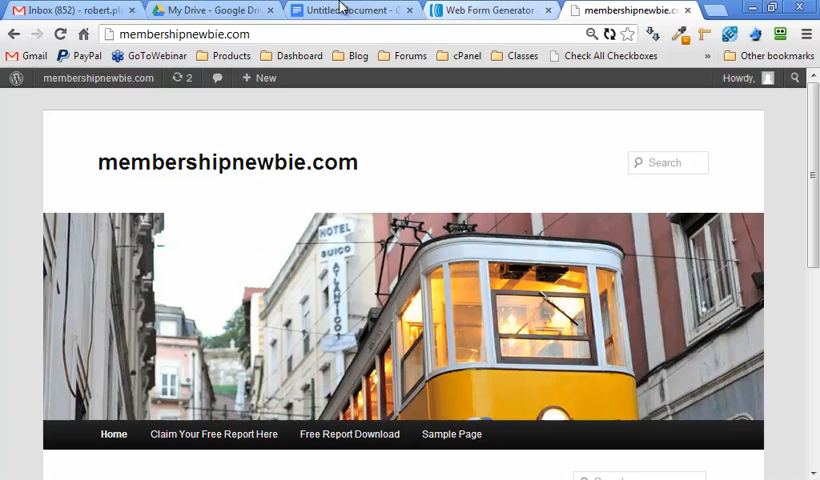 Inbox (852) - robert.pl
My Drive - Google Dri
Untitled document - G
Web Form Generator
membershipnewbie.c
membershipnewbie.com
Gmail
PayPal
GoToWebinar
Products
Dashboard
Blog
Forums
cPanel
Classes
Check All Checkboxes
»
Other bookmarks
membershipnewbie.com
2
+ New
Howdy,
membershipnewbie.com
Search
HOTEL
SUICO
ATLANTICO
Home
Claim Your Free Report Here
Free Report Download
Sample Page